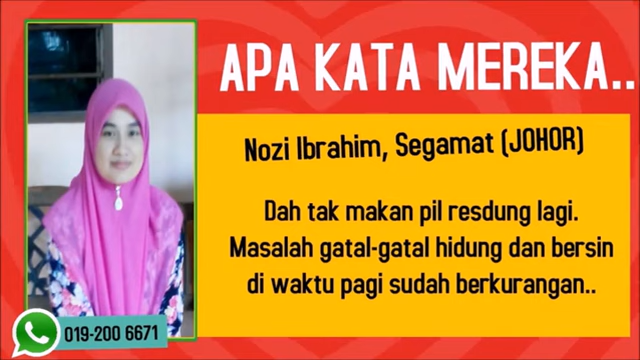 APA KATA MEREKA..
Nozi Ibrahim, Segamat (JOHOR)
Dah tak makan pil resdung lagi.
Masalah gatal-gatal hidung dan bersin
di waktu pagi sudah berkurangan..
019-200 6671